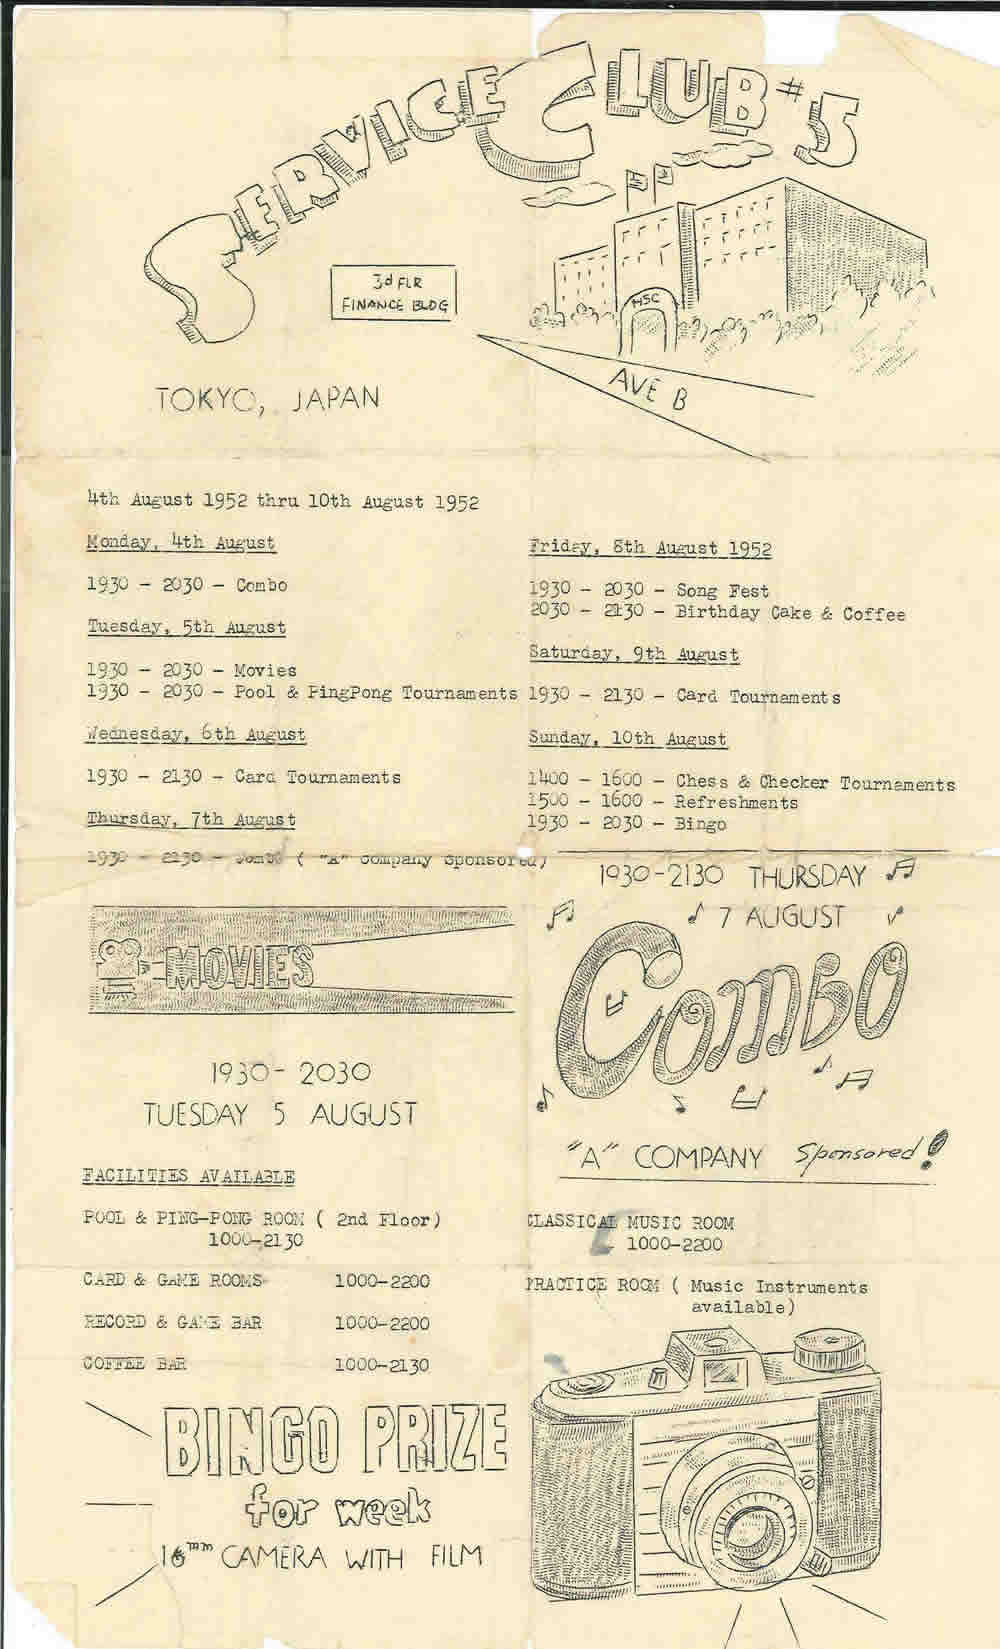 SERVICE CLUB #5
3d FLR
FINANCE BLDG
HSC
AVE B
TOKYO, JAPAN
4th August 1952 thru 10th August 1952
Monday, 4th August
1930 - 2030 - Combo
Tuesday, 5th August
1930 - 2030 - Movies
1930 - 2030 - Pool & PingPong Tournaments
Wednesday, 6th August
1930 - 2130 - Card Tournaments
Thursday, 7th August
1930 - 2130 - Combo ( "A" Company Sponsored)
Friday, 8th August 1952
1930 - 2030 - Song Fest
2030 - 2130 - Birthday Cake & Coffee
Saturday, 9th August
1930 - 2130 - Card Tournaments
Sunday, 10th August
1400 - 1600 - Chess & Checker Tournaments
1500 - 1600 - Refreshments
1930 - 2030 - Bingo
MOVIES
1930 - 2030
TUESDAY 5 AUGUST
1930-2130 THURSDAY
7 AUGUST
COMBO
"A" COMPANY Sponsored!
FACILITIES AVAILABLE
POOL & PING-PONG ROOM ( 2nd Floor)
1000-2130
CARD & GAME ROOMS 1000-2200
RECORD & GAME BAR 1000-2200
COFFEE BAR 1000-2130
CLASSICAL MUSIC ROOM
- 1000-2200
PRACTICE ROOM ( Music Instruments
available)
BINGO PRIZE
for week
16mm CAMERA WITH FILM